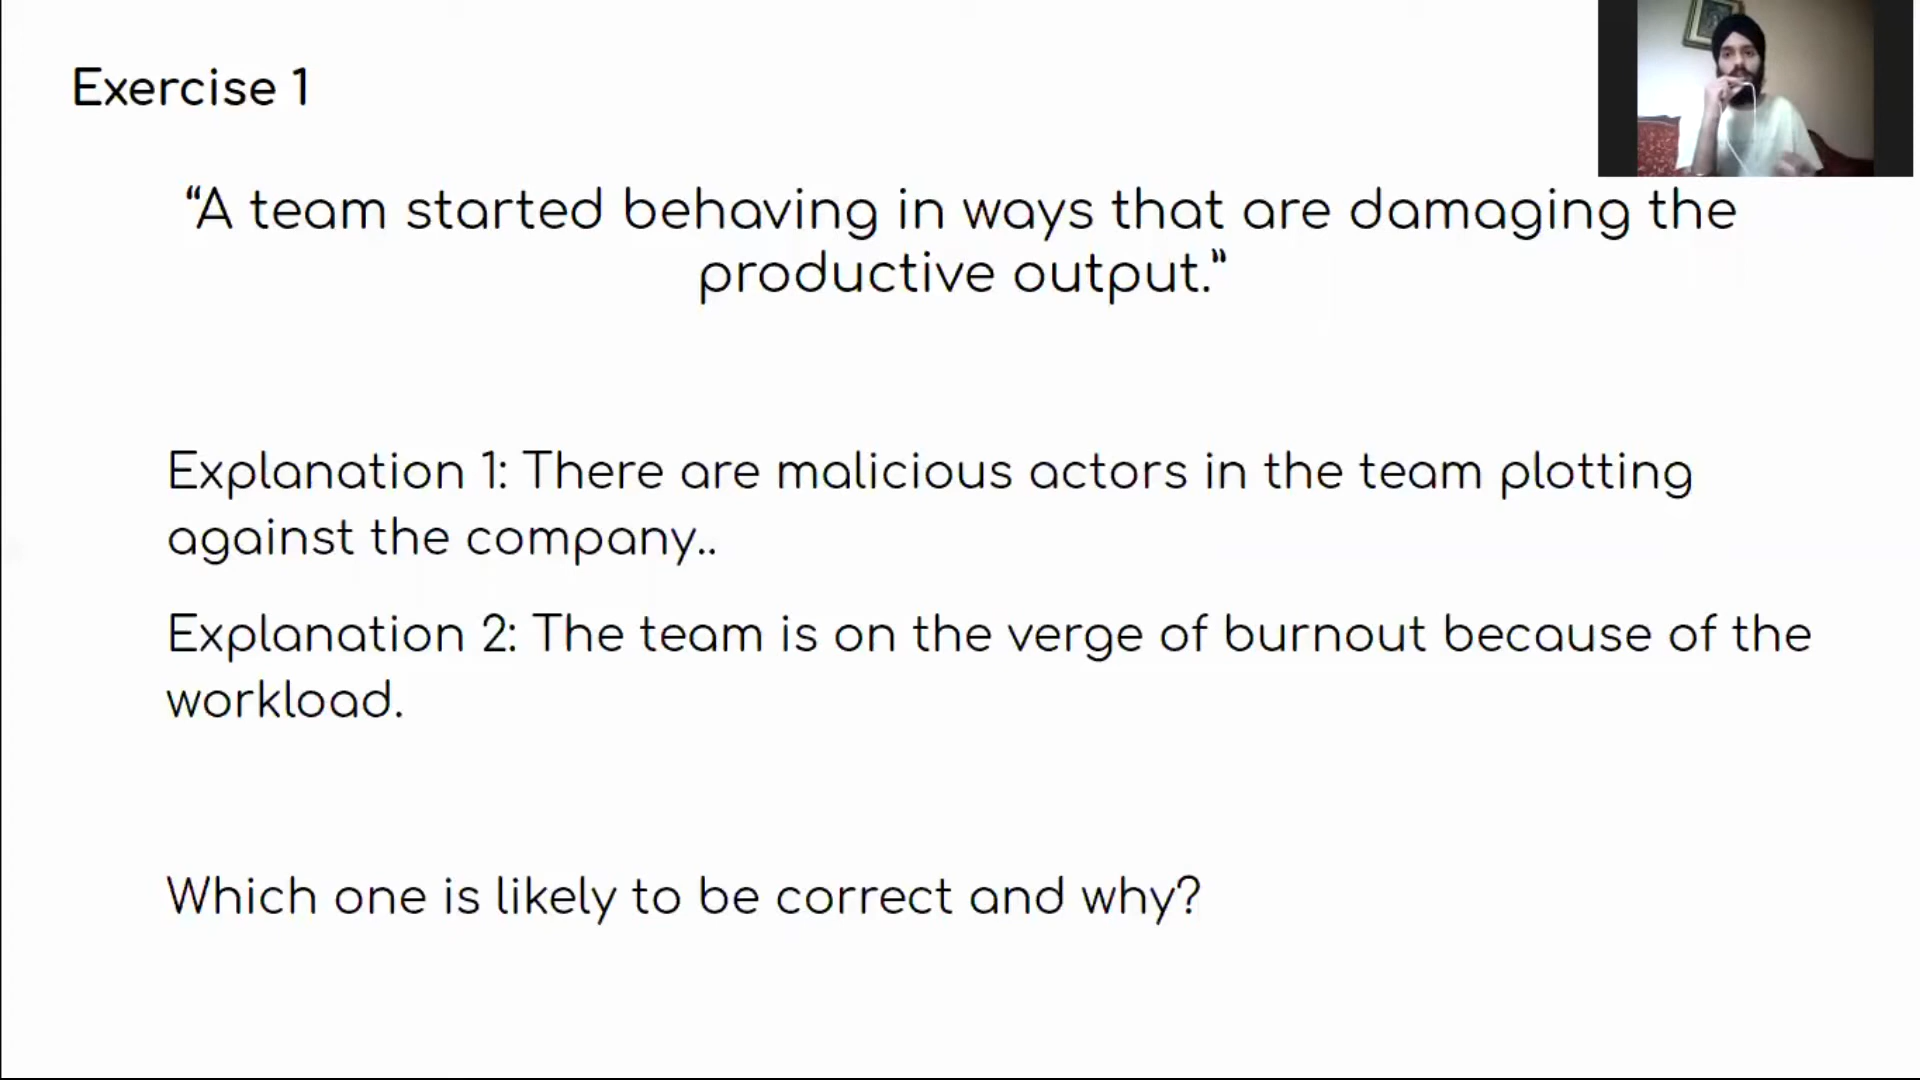 Exercise 1
“A team started behaving in ways that are damaging the
productive output.”
Explanation 1: There are malicious actors in the team plotting
against the company..
Explanation 2: The team is on the verge of burnout because of the
workload.
Which one is likely to be correct and why?